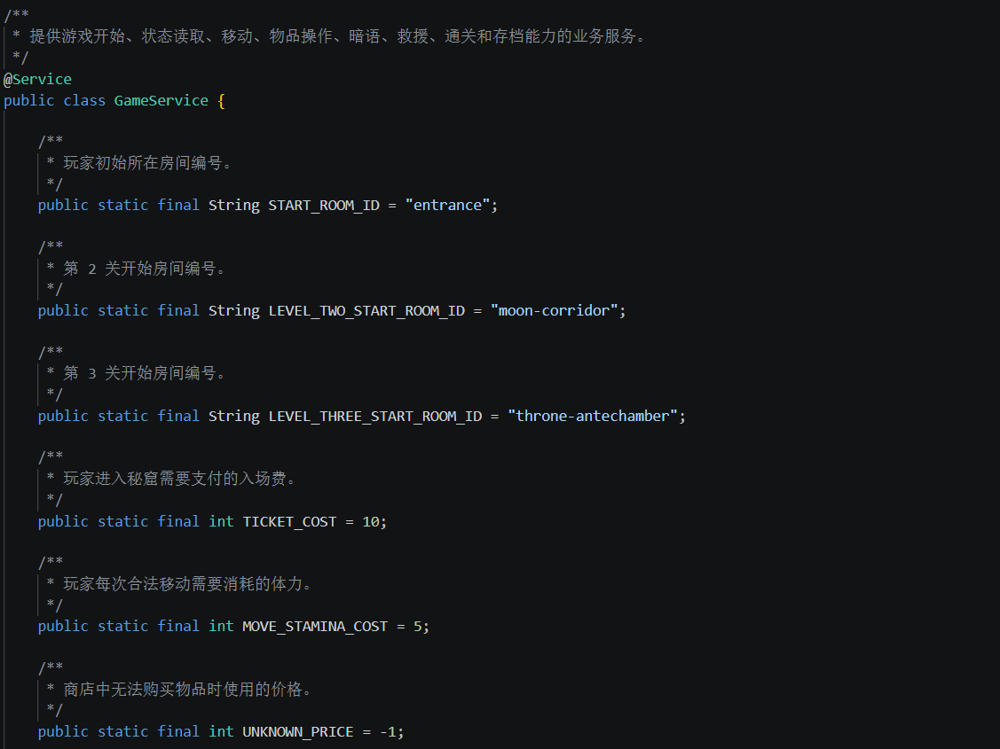 /**
 * 提供游戏开始、状态读取、移动、物品操作、暗语、救援、通关和存档能力的业务服务。
 */
@Service
public class GameService {
    /**
     * 玩家初始所在房间编号。
     */
    public static final String START_ROOM_ID = "entrance";
    /**
     * 第 2 关开始房间编号。
     */
    public static final String LEVEL_TWO_START_ROOM_ID = "moon-corridor";
    /**
     * 第 3 关开始房间编号。
     */
    public static final String LEVEL_THREE_START_ROOM_ID = "throne-antechamber";
    /**
     * 玩家进入秘窟需要支付的入场费。
     */
    public static final int TICKET_COST = 10;
    /**
     * 玩家每次合法移动需要消耗的体力。
     */
    public static final int MOVE_STAMINA_COST = 5;
    /**
     * 商店中无法购买物品时使用的价格。
     */
    public static final int UNKNOWN_PRICE = -1;